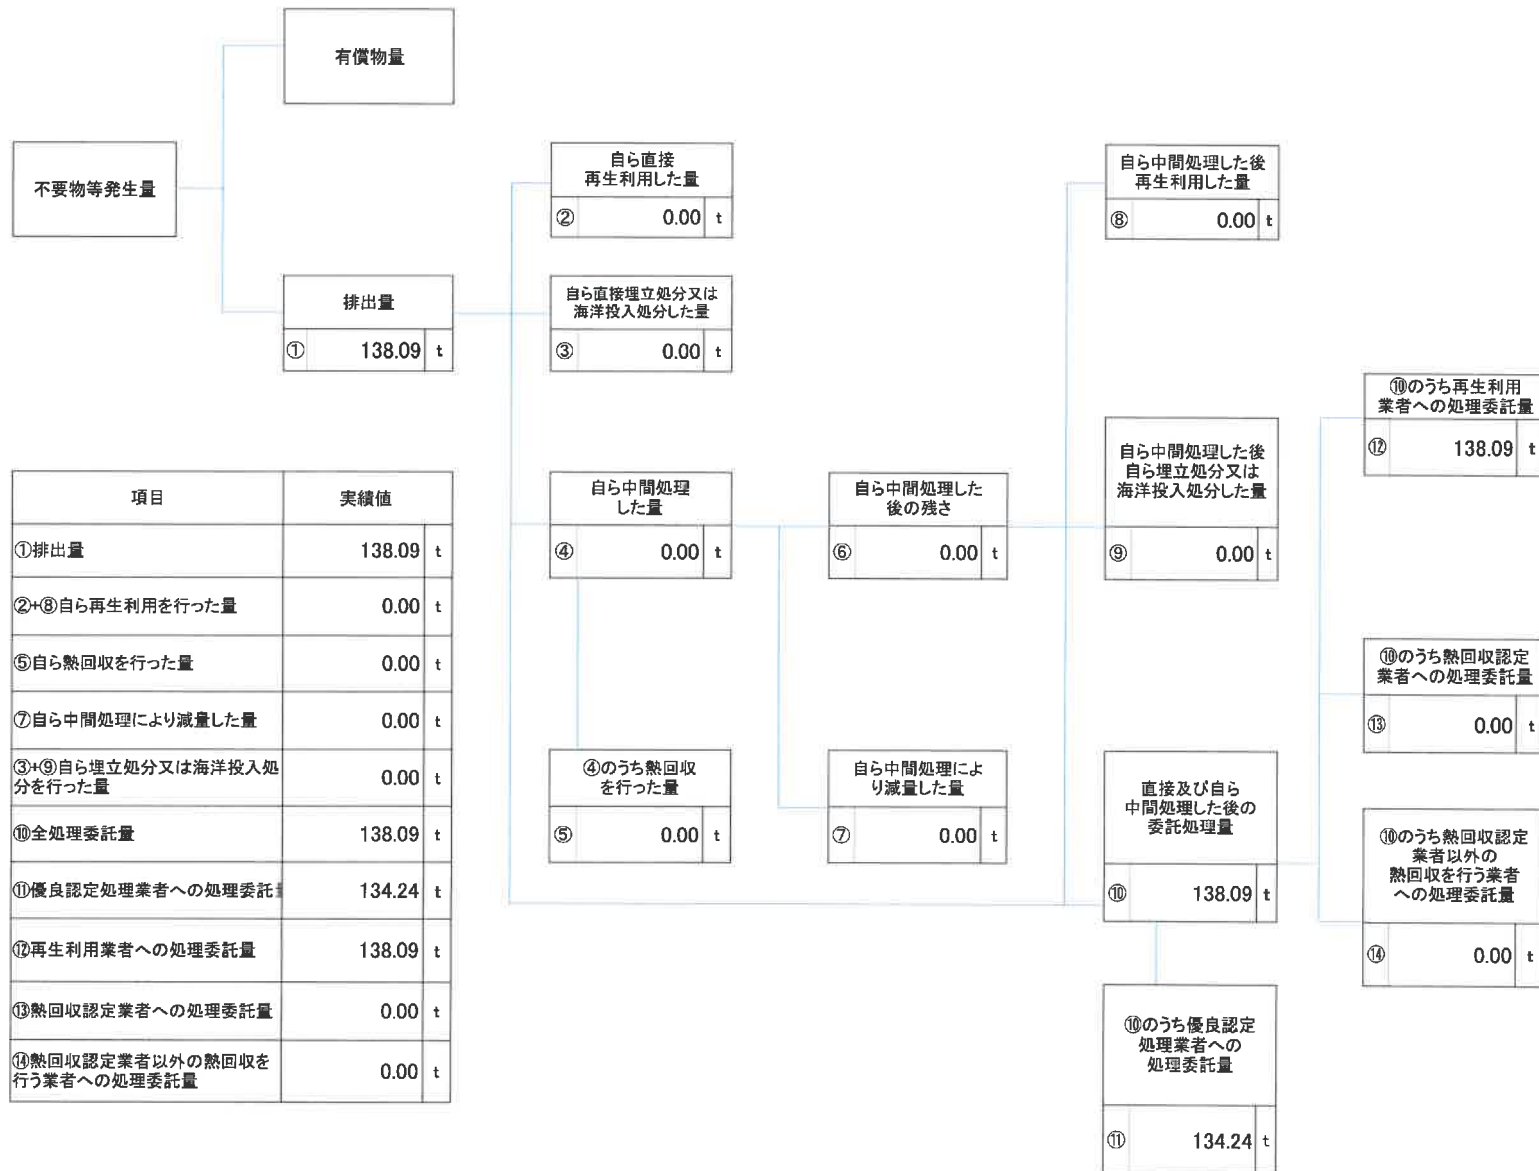 有償物量
不要物等発生量
自ら直接
再生利用した量
② 0.00 t
自ら中間処理した後
再生利用した量
⑧ 0.00 t
排出量
① 138.09 t
自ら直接埋立処分又は
海洋投入処分した量
③ 0.00 t
⑩のうち再生利用
業者への処理委託量
⑫ 138.09 t
自ら中間処理
した量
④ 0.00 t
自ら中間処理した
後の残さ
⑥ 0.00 t
自ら中間処理した後
自ら埋立処分又は
海洋投入処分した量
⑨ 0.00 t
⑩のうち熱回収認定
業者への処理委託量
⑬ 0.00 t
④のうち熱回収
を行った量
⑤ 0.00 t
自ら中間処理によ
り減量した量
⑦ 0.00 t
直接及び自ら
中間処理した後の
委託処理量
⑩ 138.09 t
⑩のうち熱回収認定
業者以外の
熱回収を行う業者
への処理委託量
⑭ 0.00 t
⑩のうち優良認定
処理業者への
処理委託量
⑪ 134.24 t
項目 実績値
①排出量 138.09 t
②+⑧自ら再生利用を行った量 0.00 t
⑤自ら熱回収を行った量 0.00 t
⑦自ら中間処理により減量した量 0.00 t
③+⑨自ら埋立処分又は海洋投入処
分を行った量 0.00 t
⑩全処理委託量 138.09 t
⑪優良認定処理業者への処理委託 134.24 t
⑫再生利用業者への処理委託量 138.09 t
⑬熱回収認定業者への処理委託量 0.00 t
⑭熱回収認定業者以外の熱回収を
行う業者への処理委託量 0.00 t